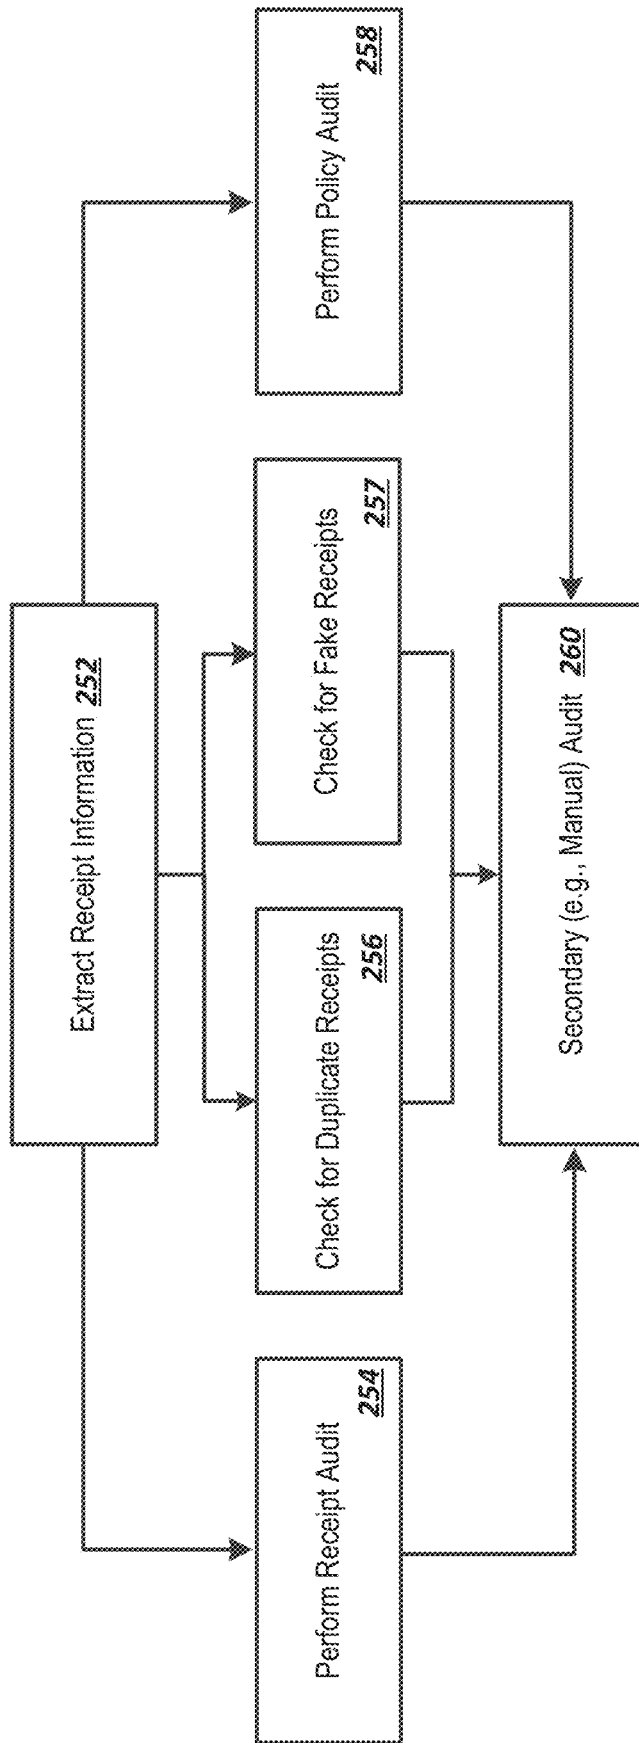 Extract Receipt Information 252
Perform Receipt Audit
254
Check for Duplicate Receipts
256
Check for Fake Receipts
257
Perform Policy Audit
258
Secondary (e.g., Manual) Audit 260